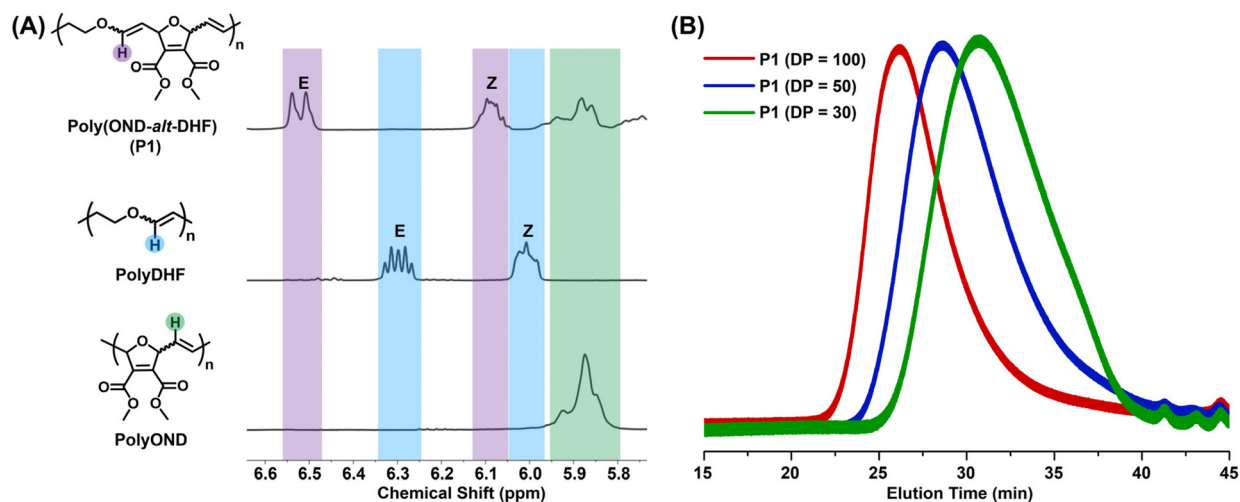 (A)
O
O
n
H
O
O
O
O
Poly(OND-alt-DHF)
(P1)
E
Z
O
n
H
PolyDHF
E
Z
H
O
n
O
O
O
O
PolyOND
6.6 6.5 6.4 6.3 6.2 6.1 6.0 5.9 5.8
Chemical Shift (ppm)
(B)
P1 (DP = 100)
P1 (DP = 50)
P1 (DP = 30)
15 20 25 30 35 40 45
Elution Time (min)